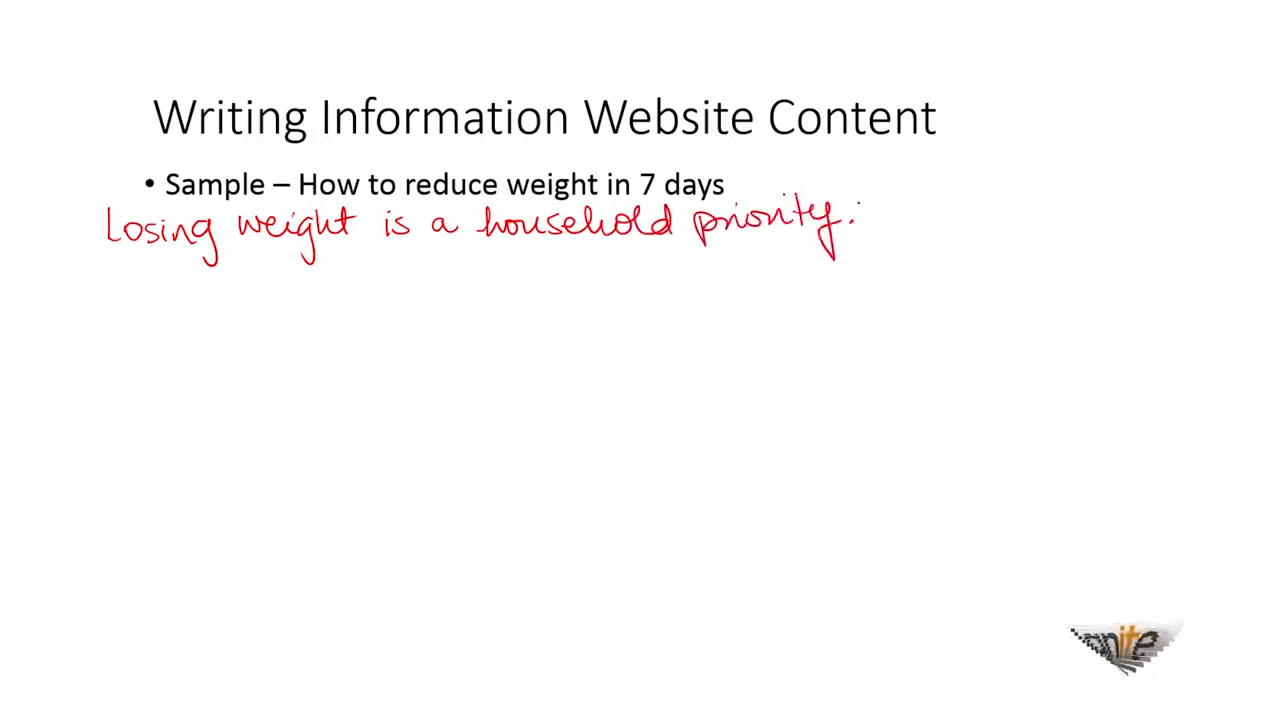 Writing Information Website Content
• Sample – How to reduce weight in 7 days
Losing weight is a household priority.